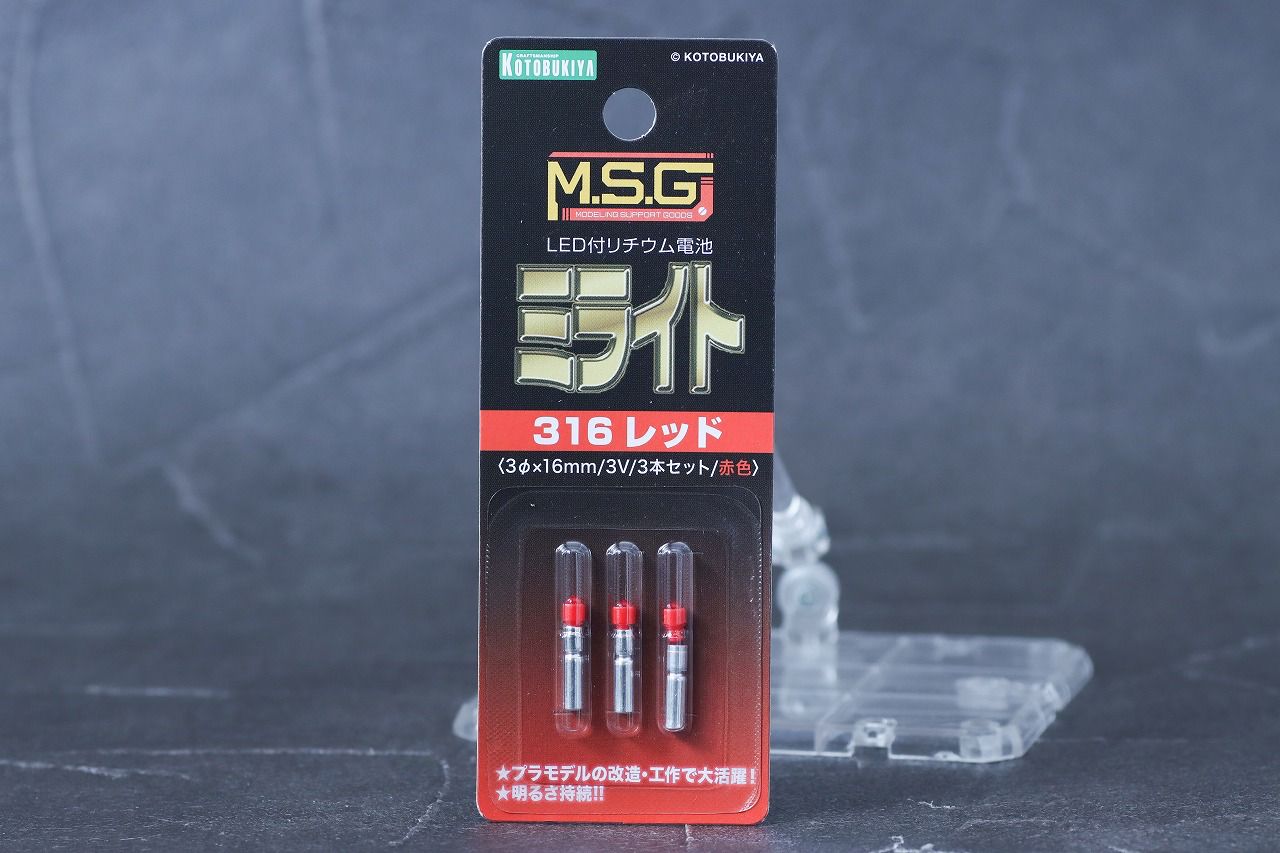 CRAFTSMANSHIP
KOTOBUKIYA
© KOTOBUKIYA
M.S.G
MODELING SUPPORT GOODS
LED付リチウム電池
ミライト
316 レッド
〈3φ×16mm/3V/3本セット/赤色〉
★プラモデルの改造・工作で大活躍!
★明るさ持続!!